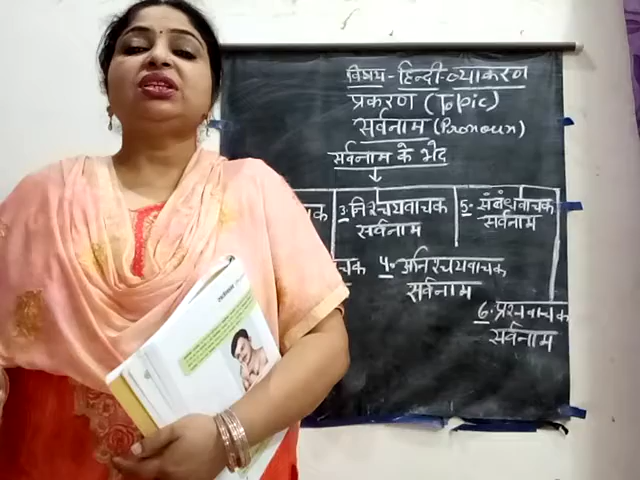 विषय - हिन्दी-व्याकरण
प्रकरण (Topic)
सर्वनाम (Pronoun)
सर्वनाम के भेद
3. निश्चयवाचक
सर्वनाम
5. संबंधवाचक
सर्वनाम
4. अनिश्चयवाचक
सर्वनाम
6. प्रश्नवाचक
सर्वनाम